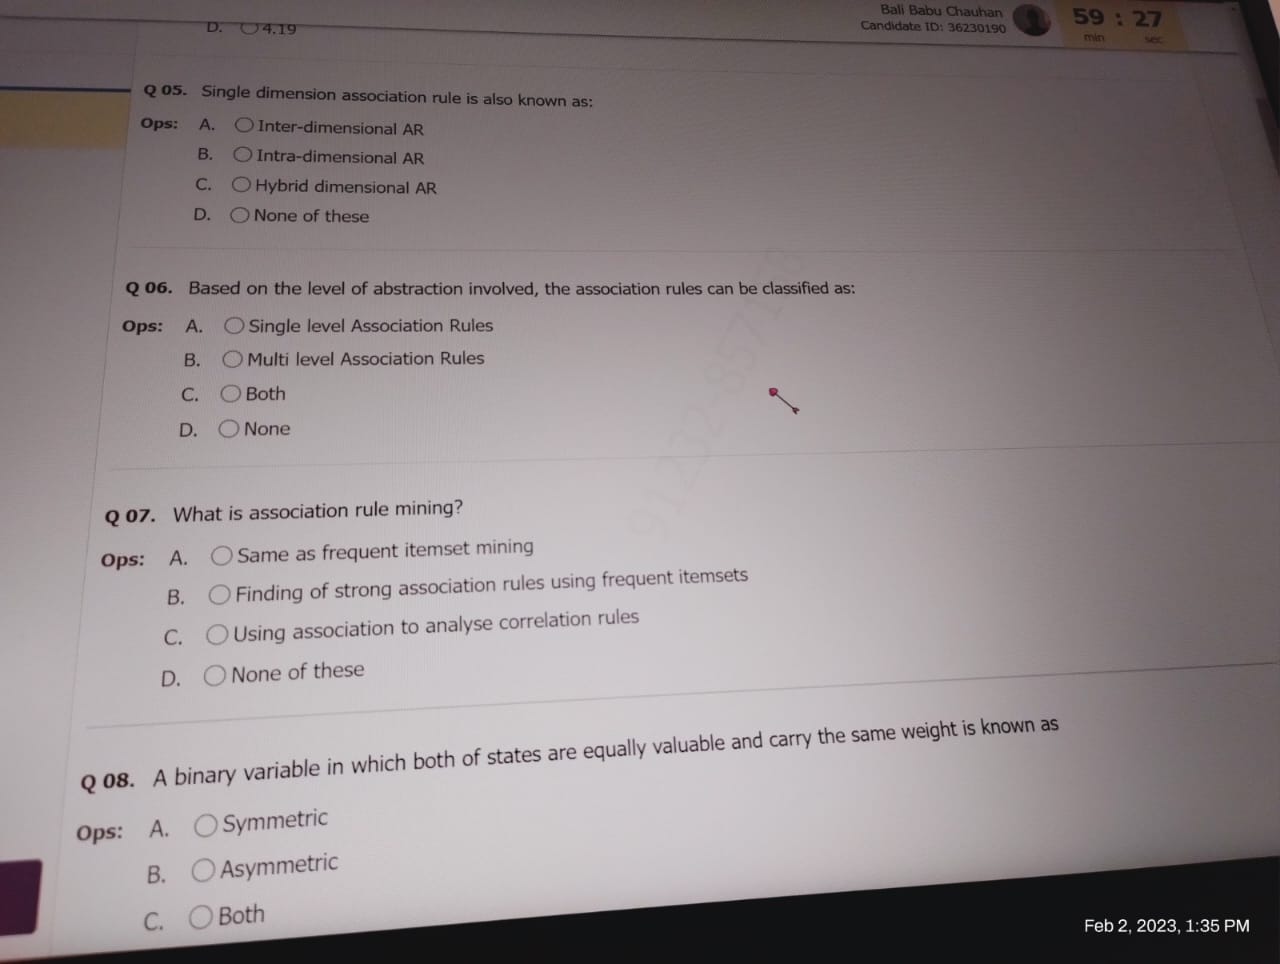 D. 4.19
Bali Babu Chauhan
Candidate ID: 36230190
59 : 27
min sec
Q 05. Single dimension association rule is also known as:
Ops: A. Inter-dimensional AR
B. Intra-dimensional AR
C. Hybrid dimensional AR
D. None of these
Q 06. Based on the level of abstraction involved, the association rules can be classified as:
Ops: A. Single level Association Rules
B. Multi level Association Rules
C. Both
D. None
Q 07. What is association rule mining?
Ops: A. Same as frequent itemset mining
B. Finding of strong association rules using frequent itemsets
C. Using association to analyse correlation rules
D. None of these
Q 08. A binary variable in which both of states are equally valuable and carry the same weight is known as
Ops: A. Symmetric
B. Asymmetric
C. Both
Feb 2, 2023, 1:35 PM